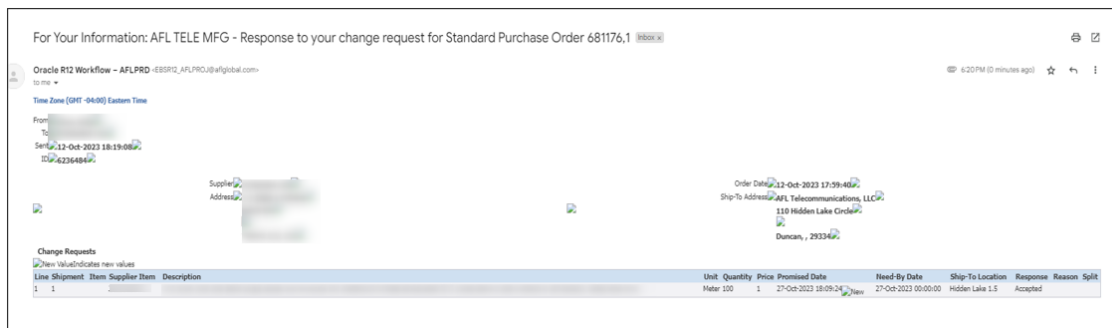 For Your Information: AFL TELE MFG - Response to your change request for Standard Purchase Order 681176,1 Inbox x
Oracle R12 Workflow – AFLPRD <EBSR12_AFLPROJ@aflglobal.com> 6:20 PM (0 minutes ago)
to me
Time Zone (GMT -04:00) Eastern Time
From
To
Sent 12-Oct-2023 18:19:08
ID 6236484
Supplier Order Date 12-Oct-2023 17:59:40
Address Ship-To Address AFL Telecommunications, LLC
110 Hidden Lake Circle
Duncan, , 29334
Change Requests
New Value Indicates new values
Line Shipment Item Supplier Item Description Unit Quantity Price Promised Date Need-By Date Ship-To Location Response Reason Split
1 1 Meter 100 1 27-Oct-2023 18:09:24 New 27-Oct-2023 00:00:00 Hidden Lake 1.5 Accepted